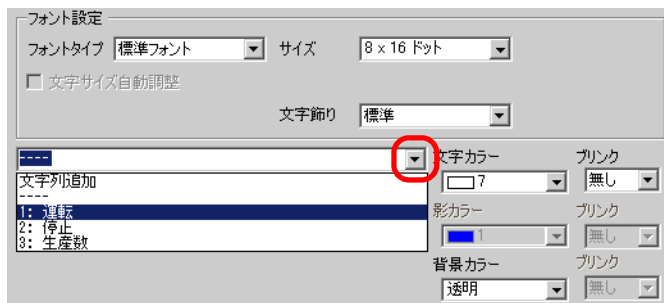 フォント設定
フォントタイプ 標準フォント サイズ 8 x 16 ドット
文字サイズ自動調整
文字飾り 標準
---- 文字カラー ブリンク
文字列追加 7 無し
----
1: 運転 影カラー ブリンク
2: 停止 1 無し
3: 生産数
背景カラー ブリンク
透明 無し